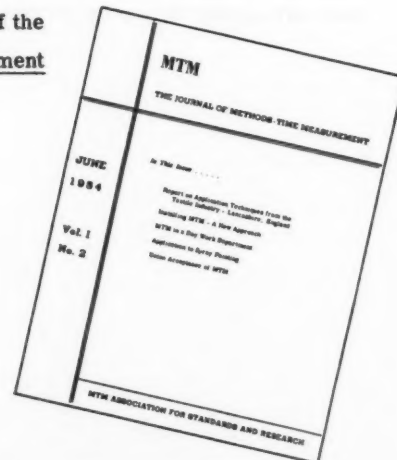 f the
ment
MTM
THE JOURNAL OF METHODS-TIME MEASUREMENT
JUNE
1954
Vol. I
No. 2
In This Issue . . . . .
Report on Application Techniques from the
Textile Industry - Lancashire, England
Installing MTM - A New Approach
MTM in a Day Work Department
Applications to Spray Painting
Union Acceptance of MTM
MTM ASSOCIATION FOR STANDARDS AND RESEARCH